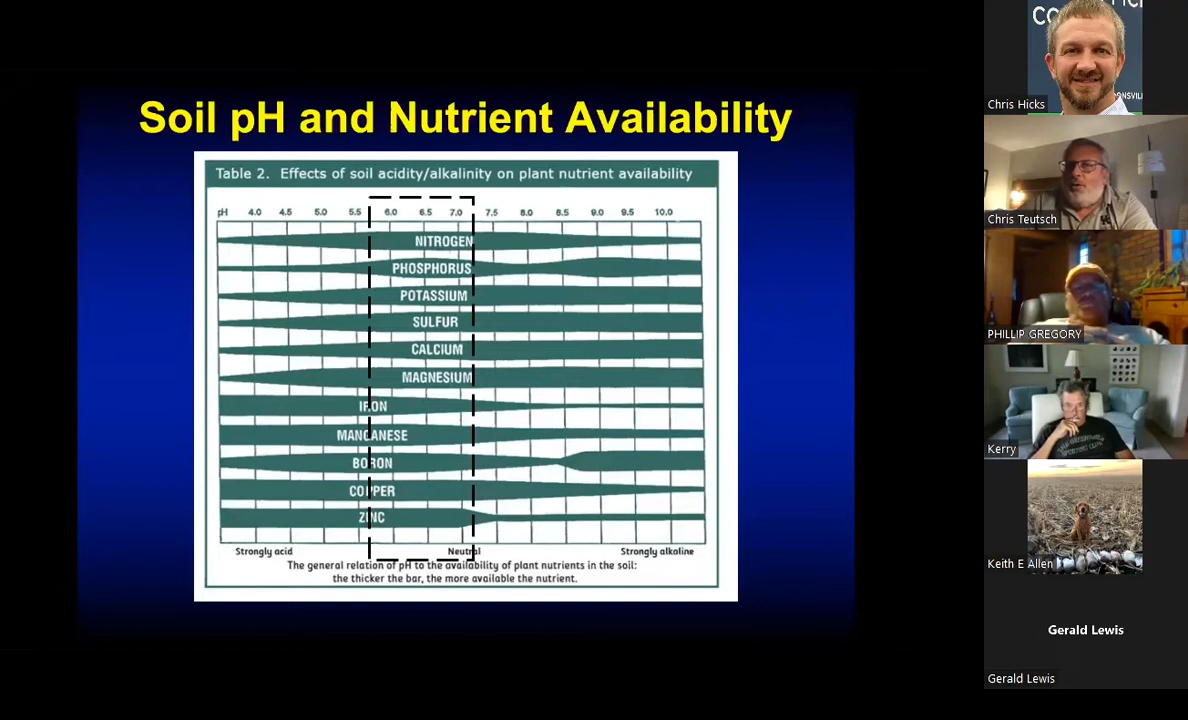 Soil pH and Nutrient Availability
Table 2. Effects of soil acidity/alkalinity on plant nutrient availability
pH 4.0 4.5 5.0 5.5 6.0 6.5 7.0 7.5 8.0 8.5 9.0 9.5 10.0
NITROGEN
PHOSPHORUS
POTASSIUM
SULFUR
CALCIUM
MAGNESIUM
IRON
MANGANESE
BORON
COPPER
ZINC
Strongly acid Neutral Strongly alkaline
The general relation of pH to the availability of plant nutrients in the soil:
the thicker the bar, the more available the nutrient.
Chris Hicks
Chris Teutsch
PHILLIP GREGORY
Kerry
Keith E Allen
Gerald Lewis
Gerald Lewis